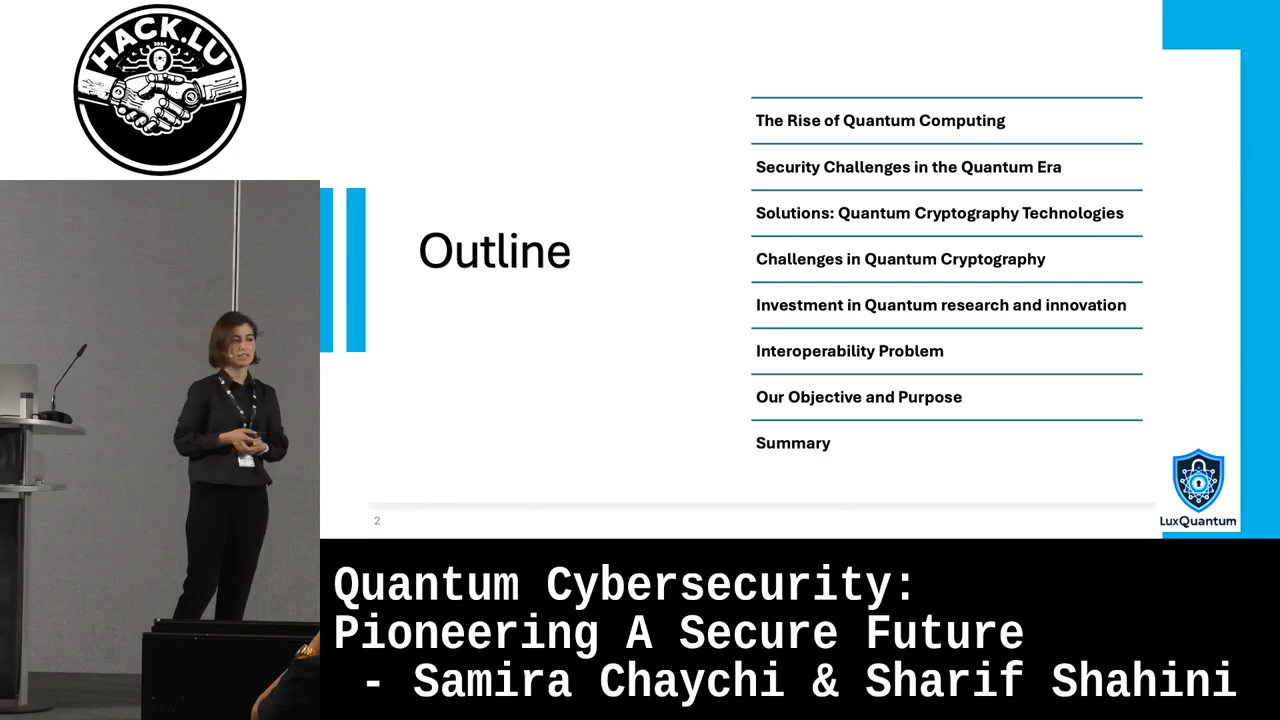 HACK.LU
2024
Outline
The Rise of Quantum Computing
Security Challenges in the Quantum Era
Solutions: Quantum Cryptography Technologies
Challenges in Quantum Cryptography
Investment in Quantum research and innovation
Interoperability Problem
Our Objective and Purpose
Summary
2
LuxQuantum
Quantum Cybersecurity:
Pioneering A Secure Future
- Samira Chaychi & Sharif Shahini